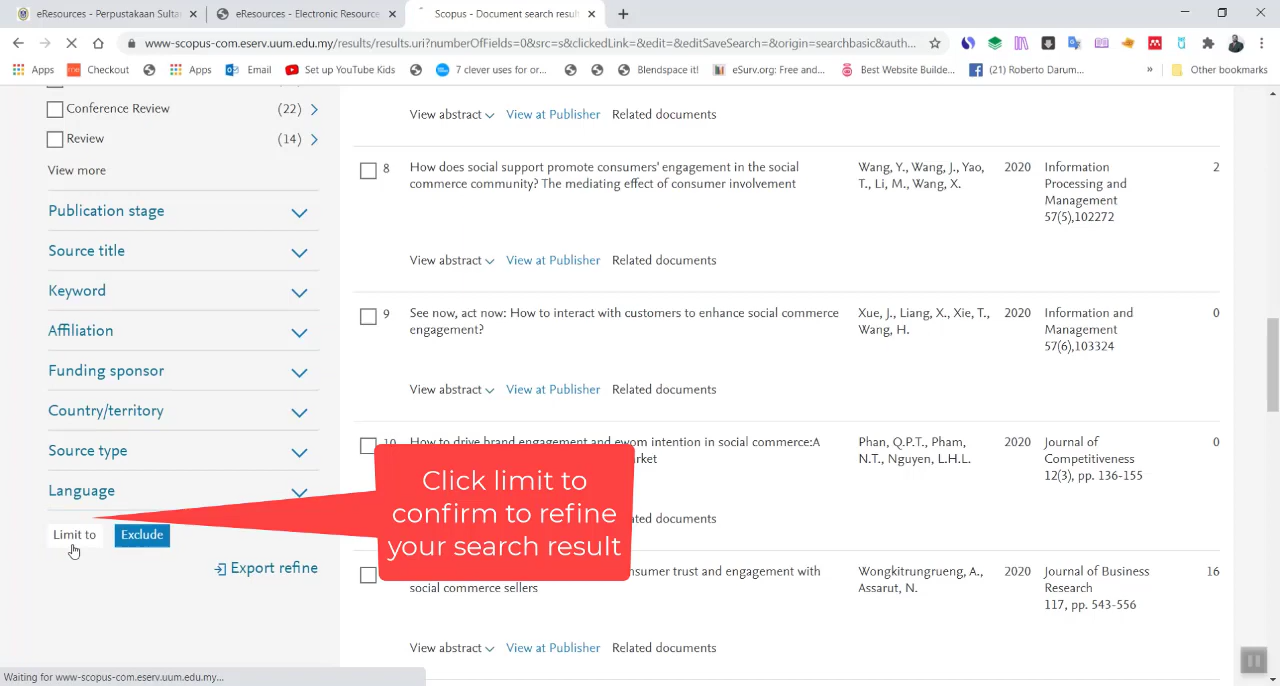 eResources - Perpustakaan Sultan
eResources - Electronic Resource
Scopus - Document search result
www-scopus-com.eserv.uum.edu.my/results/results.uri?numberOfFields=0&src=s&clickedLink=&edit=&editSaveSearch=&origin=searchbasic&auth...
Apps
Checkout
Apps
Email
Set up YouTube Kids
7 clever uses for or...
Blendspace it!
eSurv.org: Free and...
Best Website Builde...
(21) Roberto Darum...
»
Other bookmarks
Conference Review (22)
Review (14)
View more
Publication stage
Source title
Keyword
Affiliation
Funding sponsor
Country/territory
Source type
Language
Limit to Exclude
Export refine
View abstract View at Publisher Related documents
8 How does social support promote consumers' engagement in the social Wang, Y., Wang, J., Yao, 2020 Information 2
commerce community? The mediating effect of consumer involvement T., Li, M., Wang, X. Processing and
Management
57(5),102272
View abstract View at Publisher Related documents
9 See now, act now: How to interact with customers to enhance social commerce Xue, J., Liang, X., Xie, T., 2020 Information and 0
engagement? Wang, H. Management
57(6),103324
View abstract View at Publisher Related documents
10 How to drive brand engagement and ewom intention in social commerce:A Phan, Q.P.T., Pham, 2020 Journal of 0
N.T., Nguyen, L.H.L. Competitiveness
12(3), pp. 136-155
Click limit to
confirm to refine
your search result
documents
trust and engagement with Wongkitrungrueng, A., 2020 Journal of Business 16
social commerce sellers Assarut, N. Research
117, pp. 543-556
View abstract View at Publisher Related documents
Waiting for www-scopus-com.eserv.uum.edu.my...